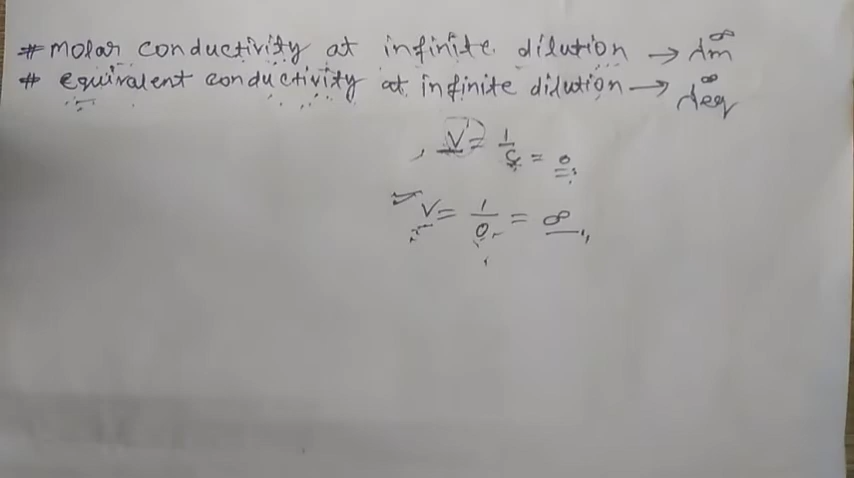 # Molar conductivity at infinite dilution → Λm^∞
# equivalent conductivity at infinite dilution → Λeq^∞
V = 1/C = 0
V = 1/0 = ∞